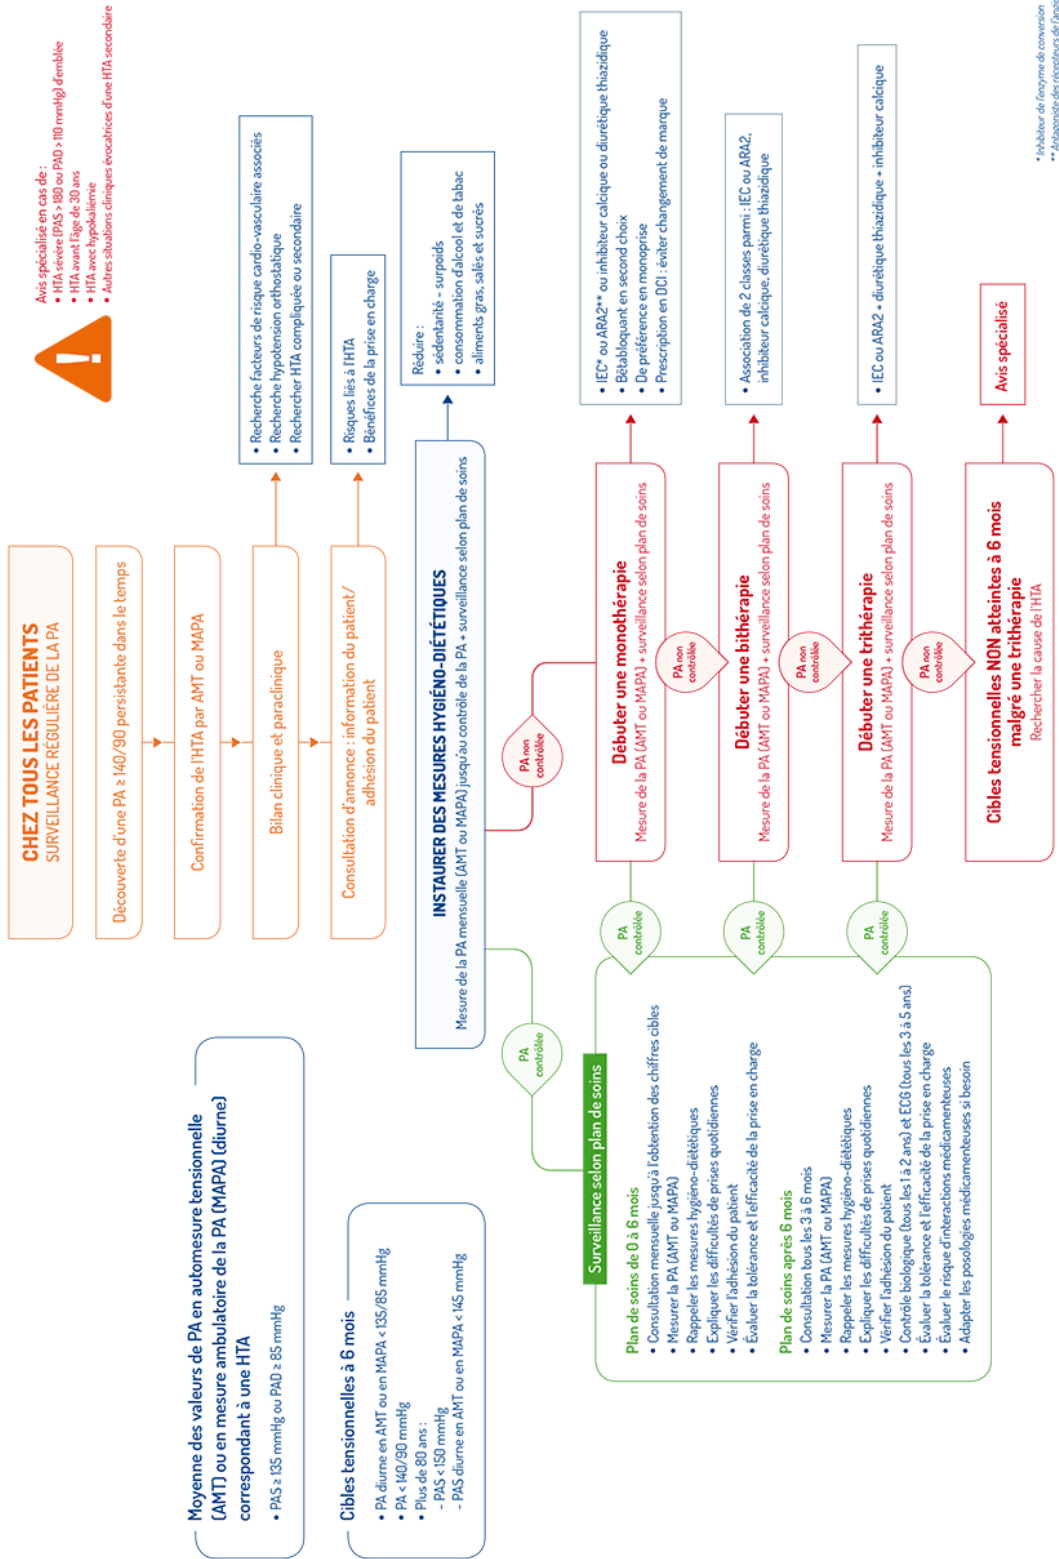 CHEZ TOUS LES PATIENTS
SURVEILLANCE RÉGULIÈRE DE LA PA
Découverte d'une PA ≥ 140/90 persistante dans le temps
Confirmation de l'HTA par AMT ou MAPA
Bilan clinique et paraclinique
Consultation d'annonce : information du patient/
adhésion du patient
Avis spécialisé en cas de :
• HTA sévère (PAS > 180 ou PAD > 110 mmHg) d'emblée
• HTA avant l'âge de 30 ans
• HTA avec hypokaliémie
• Autres situations cliniques évocatrices d'une HTA secondaire
• Recherche facteurs de risque cardio-vasculaire associés
• Recherche hypotension orthostatique
• Rechercher HTA compliquée ou secondaire
• Risques liés à l'HTA
• Bénéfices de la prise en charge
Moyenne des valeurs de PA en automesure tensionnelle
(AMT) ou en mesure ambulatoire de la PA (MAPA) (diurne)
correspondant à une HTA
• PAS ≥ 135 mmHg ou PAD ≥ 85 mmHg
Cibles tensionnelles à 6 mois
• PA diurne en AMT ou en MAPA < 135/85 mmHg
• PA < 140/90 mmHg
• Plus de 80 ans :
- PAS < 150 mmHg
- PAS diurne en AMT ou en MAPA < 145 mmHg
INSTAURER DES MESURES HYGIÉNO-DIÉTÉTIQUES
Mesure de la PA mensuelle (AMT ou MAPA) jusqu'au contrôle de la PA + surveillance selon plan de soins
Réduire :
• sédentarité - surpoids
• consommation d'alcool et de tabac
• aliments gras, salés et sucrés
PA
contrôlée
PA non
contrôlée
Surveillance selon plan de soins
Plan de soins de 0 à 6 mois
• Consultation mensuelle jusqu'à l'obtention des chiffres cibles
• Mesurer la PA (AMT ou MAPA)
• Rappeler les mesures hygiéno-diététiques
• Expliquer les difficultés de prises quotidiennes
• Vérifier l'adhésion du patient
• Évaluer la tolérance et l'efficacité de la prise en charge
Plan de soins après 6 mois
• Consultation tous les 3 à 6 mois
• Mesurer la PA (AMT ou MAPA)
• Rappeler les mesures hygiéno-diététiques
• Expliquer les difficultés de prises quotidiennes
• Vérifier l'adhésion du patient
• Contrôle biologique (tous les 1 à 2 ans) et ECG (tous les 3 à 5 ans)
• Évaluer la tolérance et l'efficacité de la prise en charge
• Évaluer le risque d'interactions médicamenteuses
• Adapter les posologies médicamenteuses si besoin
PA
contrôlée
Débuter une monothérapie
Mesure de la PA (AMT ou MAPA) + surveillance selon plan de soins
• IEC* ou ARA2** ou inhibiteur calcique ou diurétique thiazidique
• Bêtabloquant en second choix
• De préférence en monoprise
• Prescription en DCI : éviter changement de marque
PA non
contrôlée
PA
contrôlée
Débuter une bithérapie
Mesure de la PA (AMT ou MAPA) + surveillance selon plan de soins
• Association de 2 classes parmi : IEC ou ARA2,
inhibiteur calcique, diurétique thiazidique
PA non
contrôlée
PA
contrôlée
Débuter une trithérapie
Mesure de la PA (AMT ou MAPA) + surveillance selon plan de soins
• IEC ou ARA2 + diurétique thiazidique + inhibiteur calcique
PA non
contrôlée
Cibles tensionnelles NON atteintes à 6 mois
malgré une trithérapie
Rechercher la cause de l'HTA
Avis spécialisé
* Inhibiteur de l'enzyme de conversion
** Antagoniste des récepteurs de